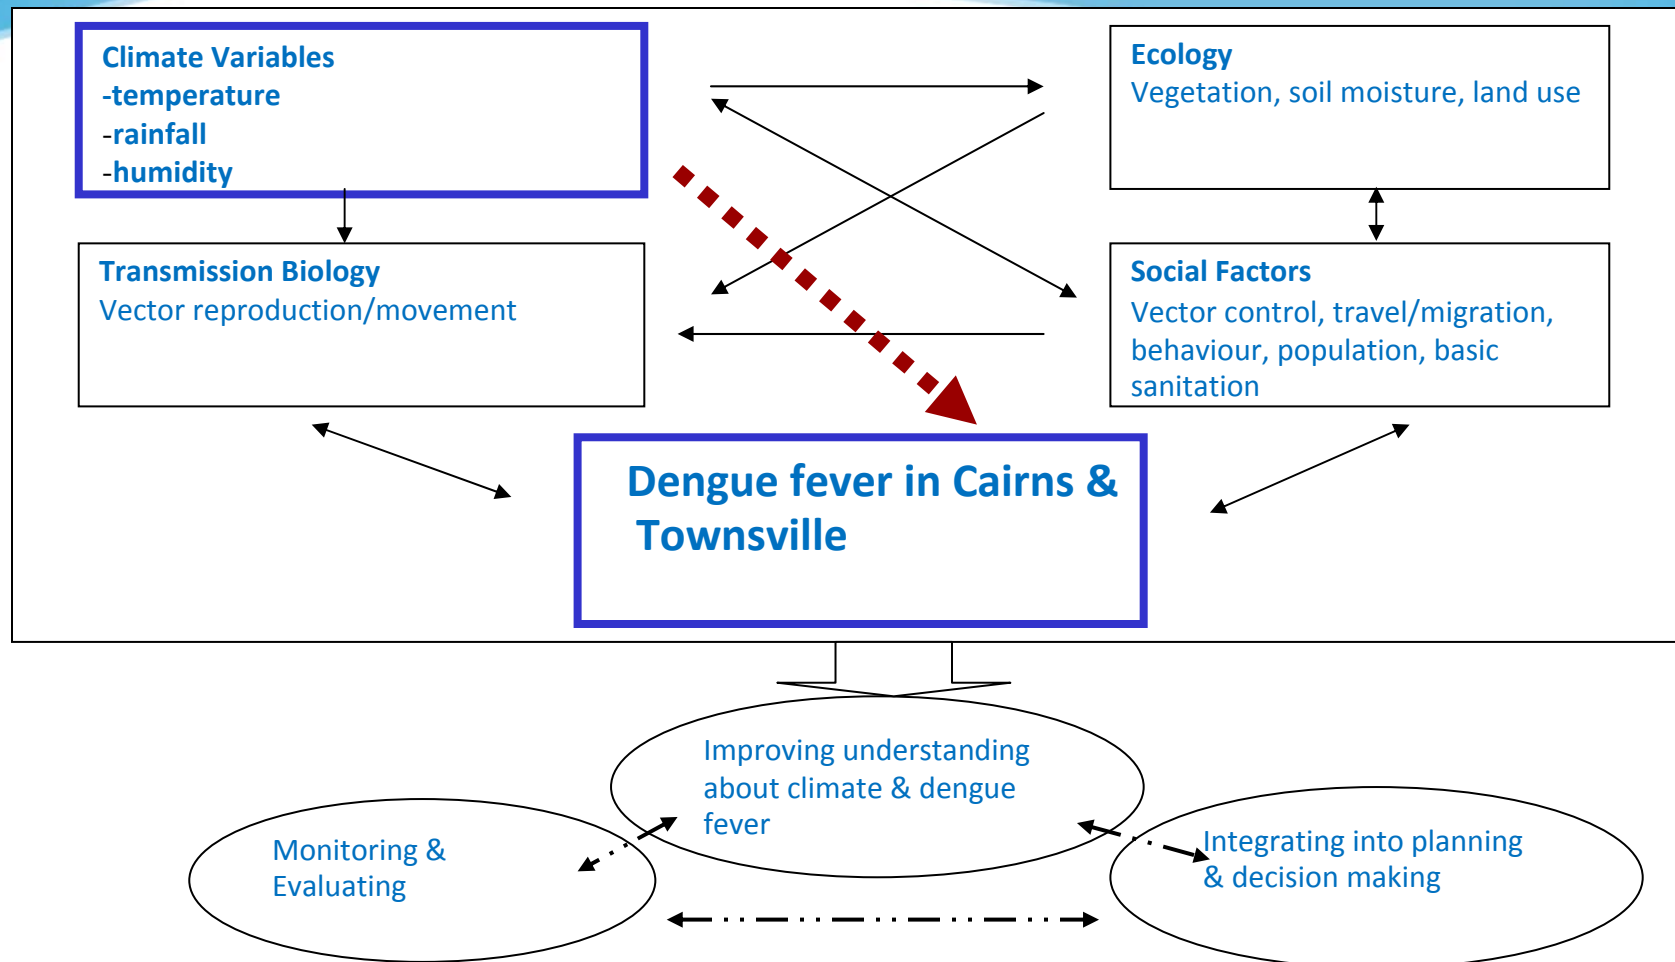 Climate Variables
-temperature
-rainfall
-humidity
Ecology
Vegetation, soil moisture, land use
Transmission Biology
Vector reproduction/movement
Social Factors
Vector control, travel/migration,
behaviour, population, basic
sanitation
Dengue fever in Cairns &
Townsville
Improving understanding
about climate & dengue
fever
Monitoring &
Evaluating
Integrating into planning
& decision making